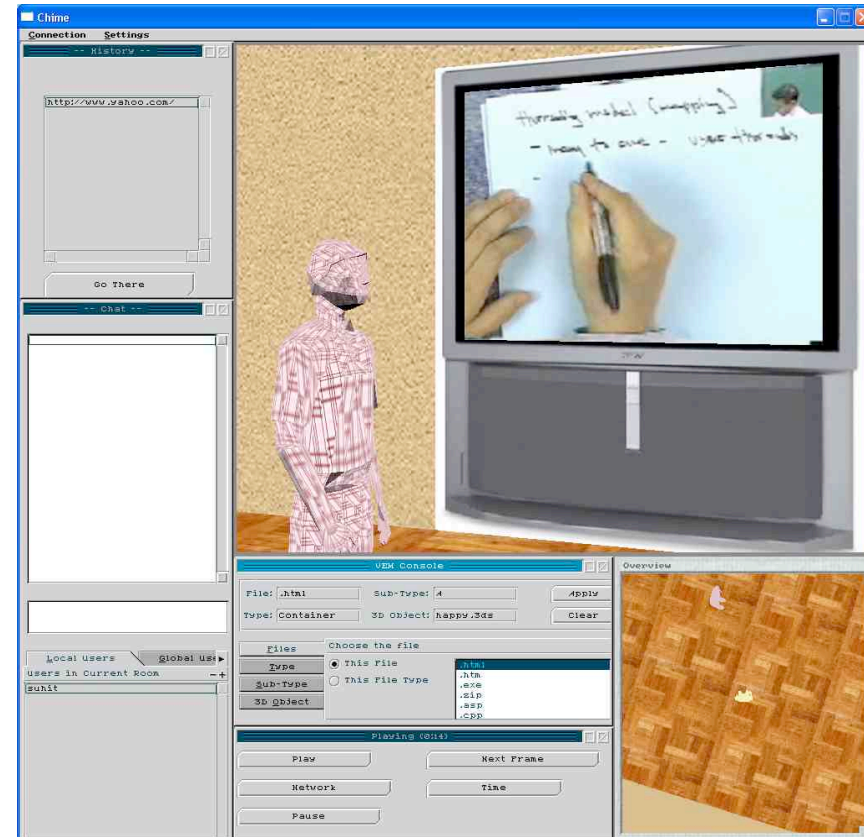 Chime
Connection Settings
-- History --
http://www.yahoo.com/
Go There
-- Chat --
Local users Global use
users in Current Room - +
suhit
threading model (mapping)
- many to one - user threads
-
VEM Console
File: .html Sub-Type: A Apply
Type: Container 3D Object: happy.3ds Clear
Files
Type
Sub-Type
3D Object
Choose the file
This File
This File Type
.html
.htm
.exe
.zip
.asp
.cpp
Playing (0:14)
Play Next Frame
Network Time
Pause
Overview